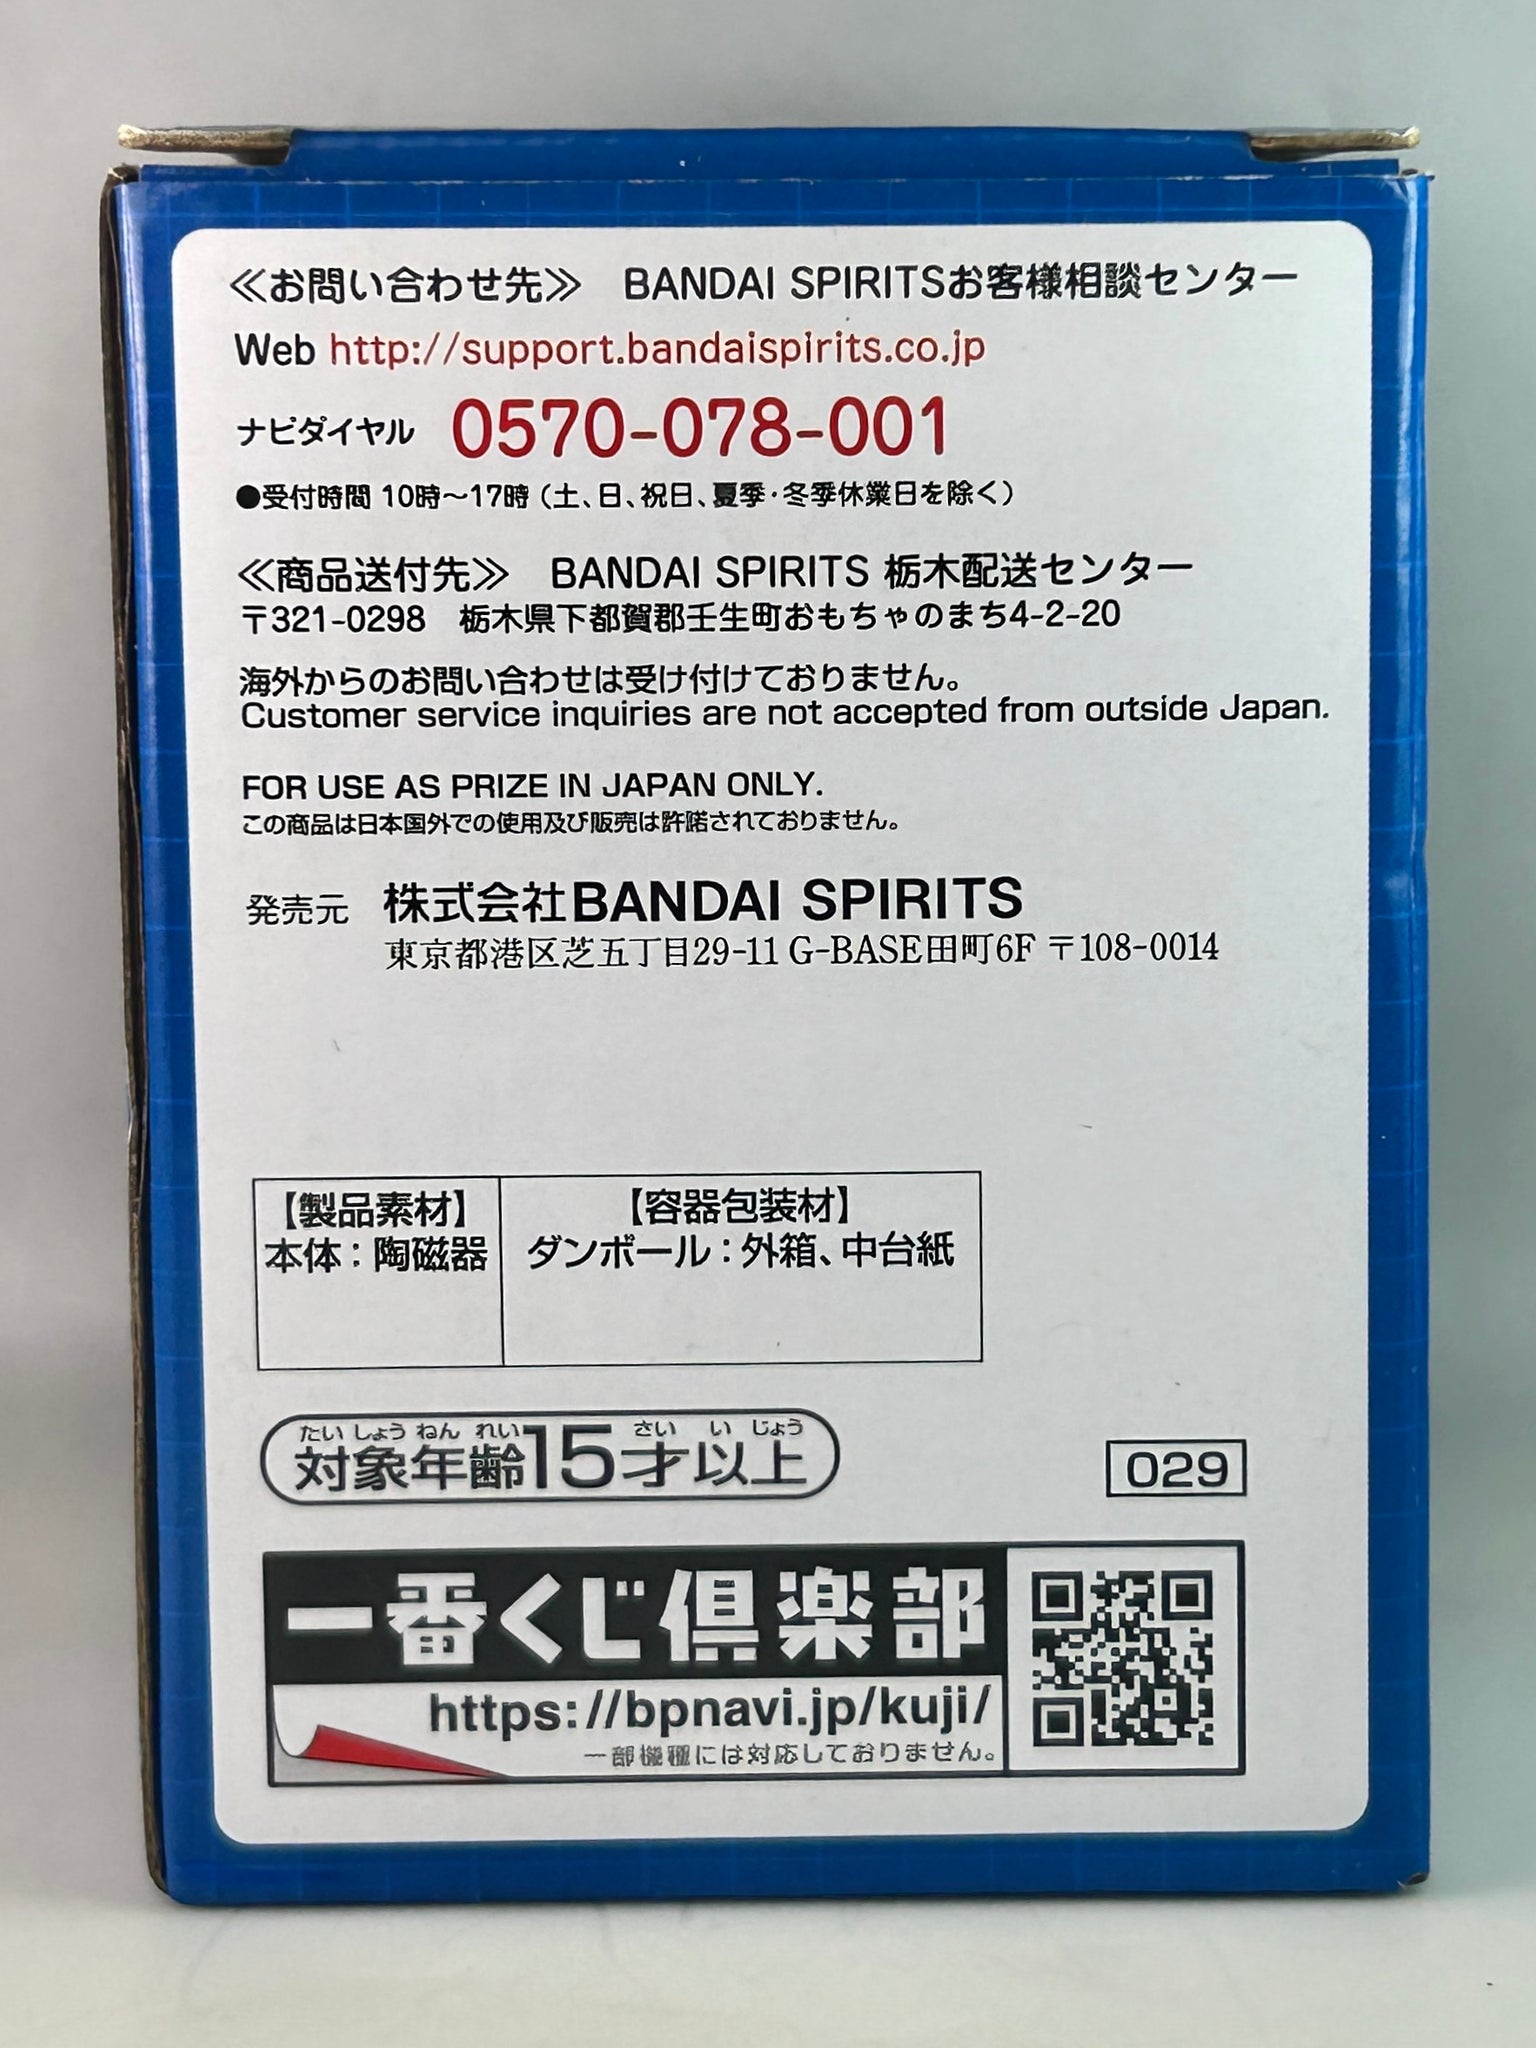 ≪お問い合わせ先≫ BANDAI SPIRITSお客様相談センター
Web http://support.bandaispirits.co.jp
ナビダイヤル 0570-078-001
●受付時間 10時～17時（土、日、祝日、夏季・冬季休業日を除く）
≪商品送付先≫ BANDAI SPIRITS 栃木配送センター
〒321-0298 栃木県下都賀郡壬生町おもちゃのまち4-2-20
海外からのお問い合わせは受け付けておりません。
Customer service inquiries are not accepted from outside Japan.
FOR USE AS PRIZE IN JAPAN ONLY.
この商品は日本国外での使用及び販売は許諾されておりません。
発売元 株式会社BANDAI SPIRITS
東京都港区芝五丁目29-11 G-BASE田町6F 〒108-0014
【製品素材】
本体：陶磁器
【容器包装材】
ダンボール：外箱、中台紙
たいしょうねんれい さい いじょう
対象年齢15才以上
029
一番くじ倶楽部
https://bpnavi.jp/kuji/
一部機種には対応しておりません。